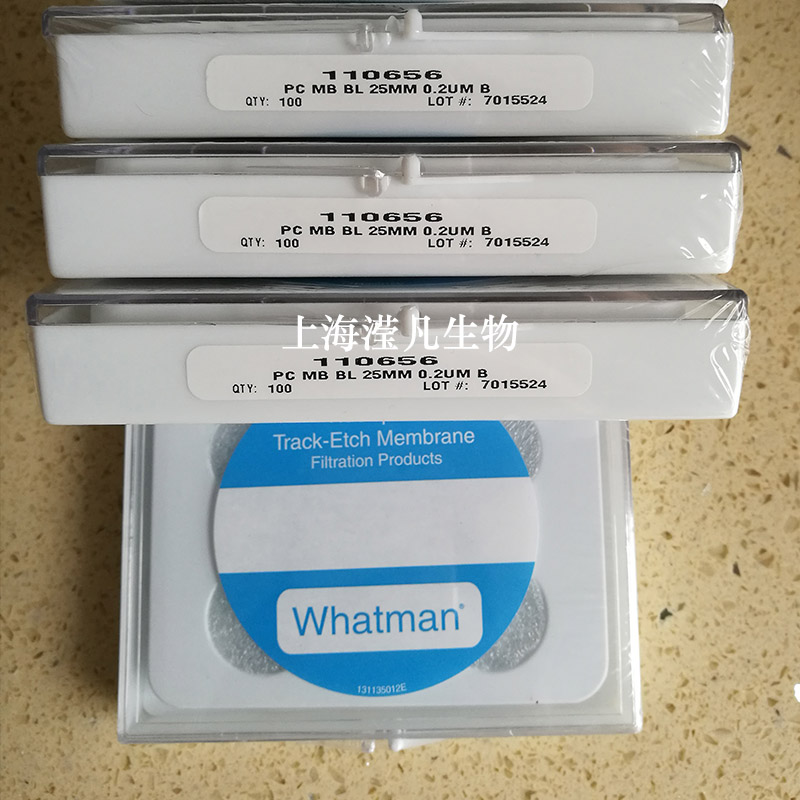 110656
PC MB BL 25MM 0.2UM B
QTY: 100 LOT #: 7015524
110656
PC MB BL 25MM 0.2UM B
QTY: 100 LOT #: 7015524
上海滢凡生物
110656
PC MB BL 25MM 0.2UM B
QTY: 100 LOT #: 7015524
Track-Etch Membrane
Filtration Products
Whatman®
131135012E